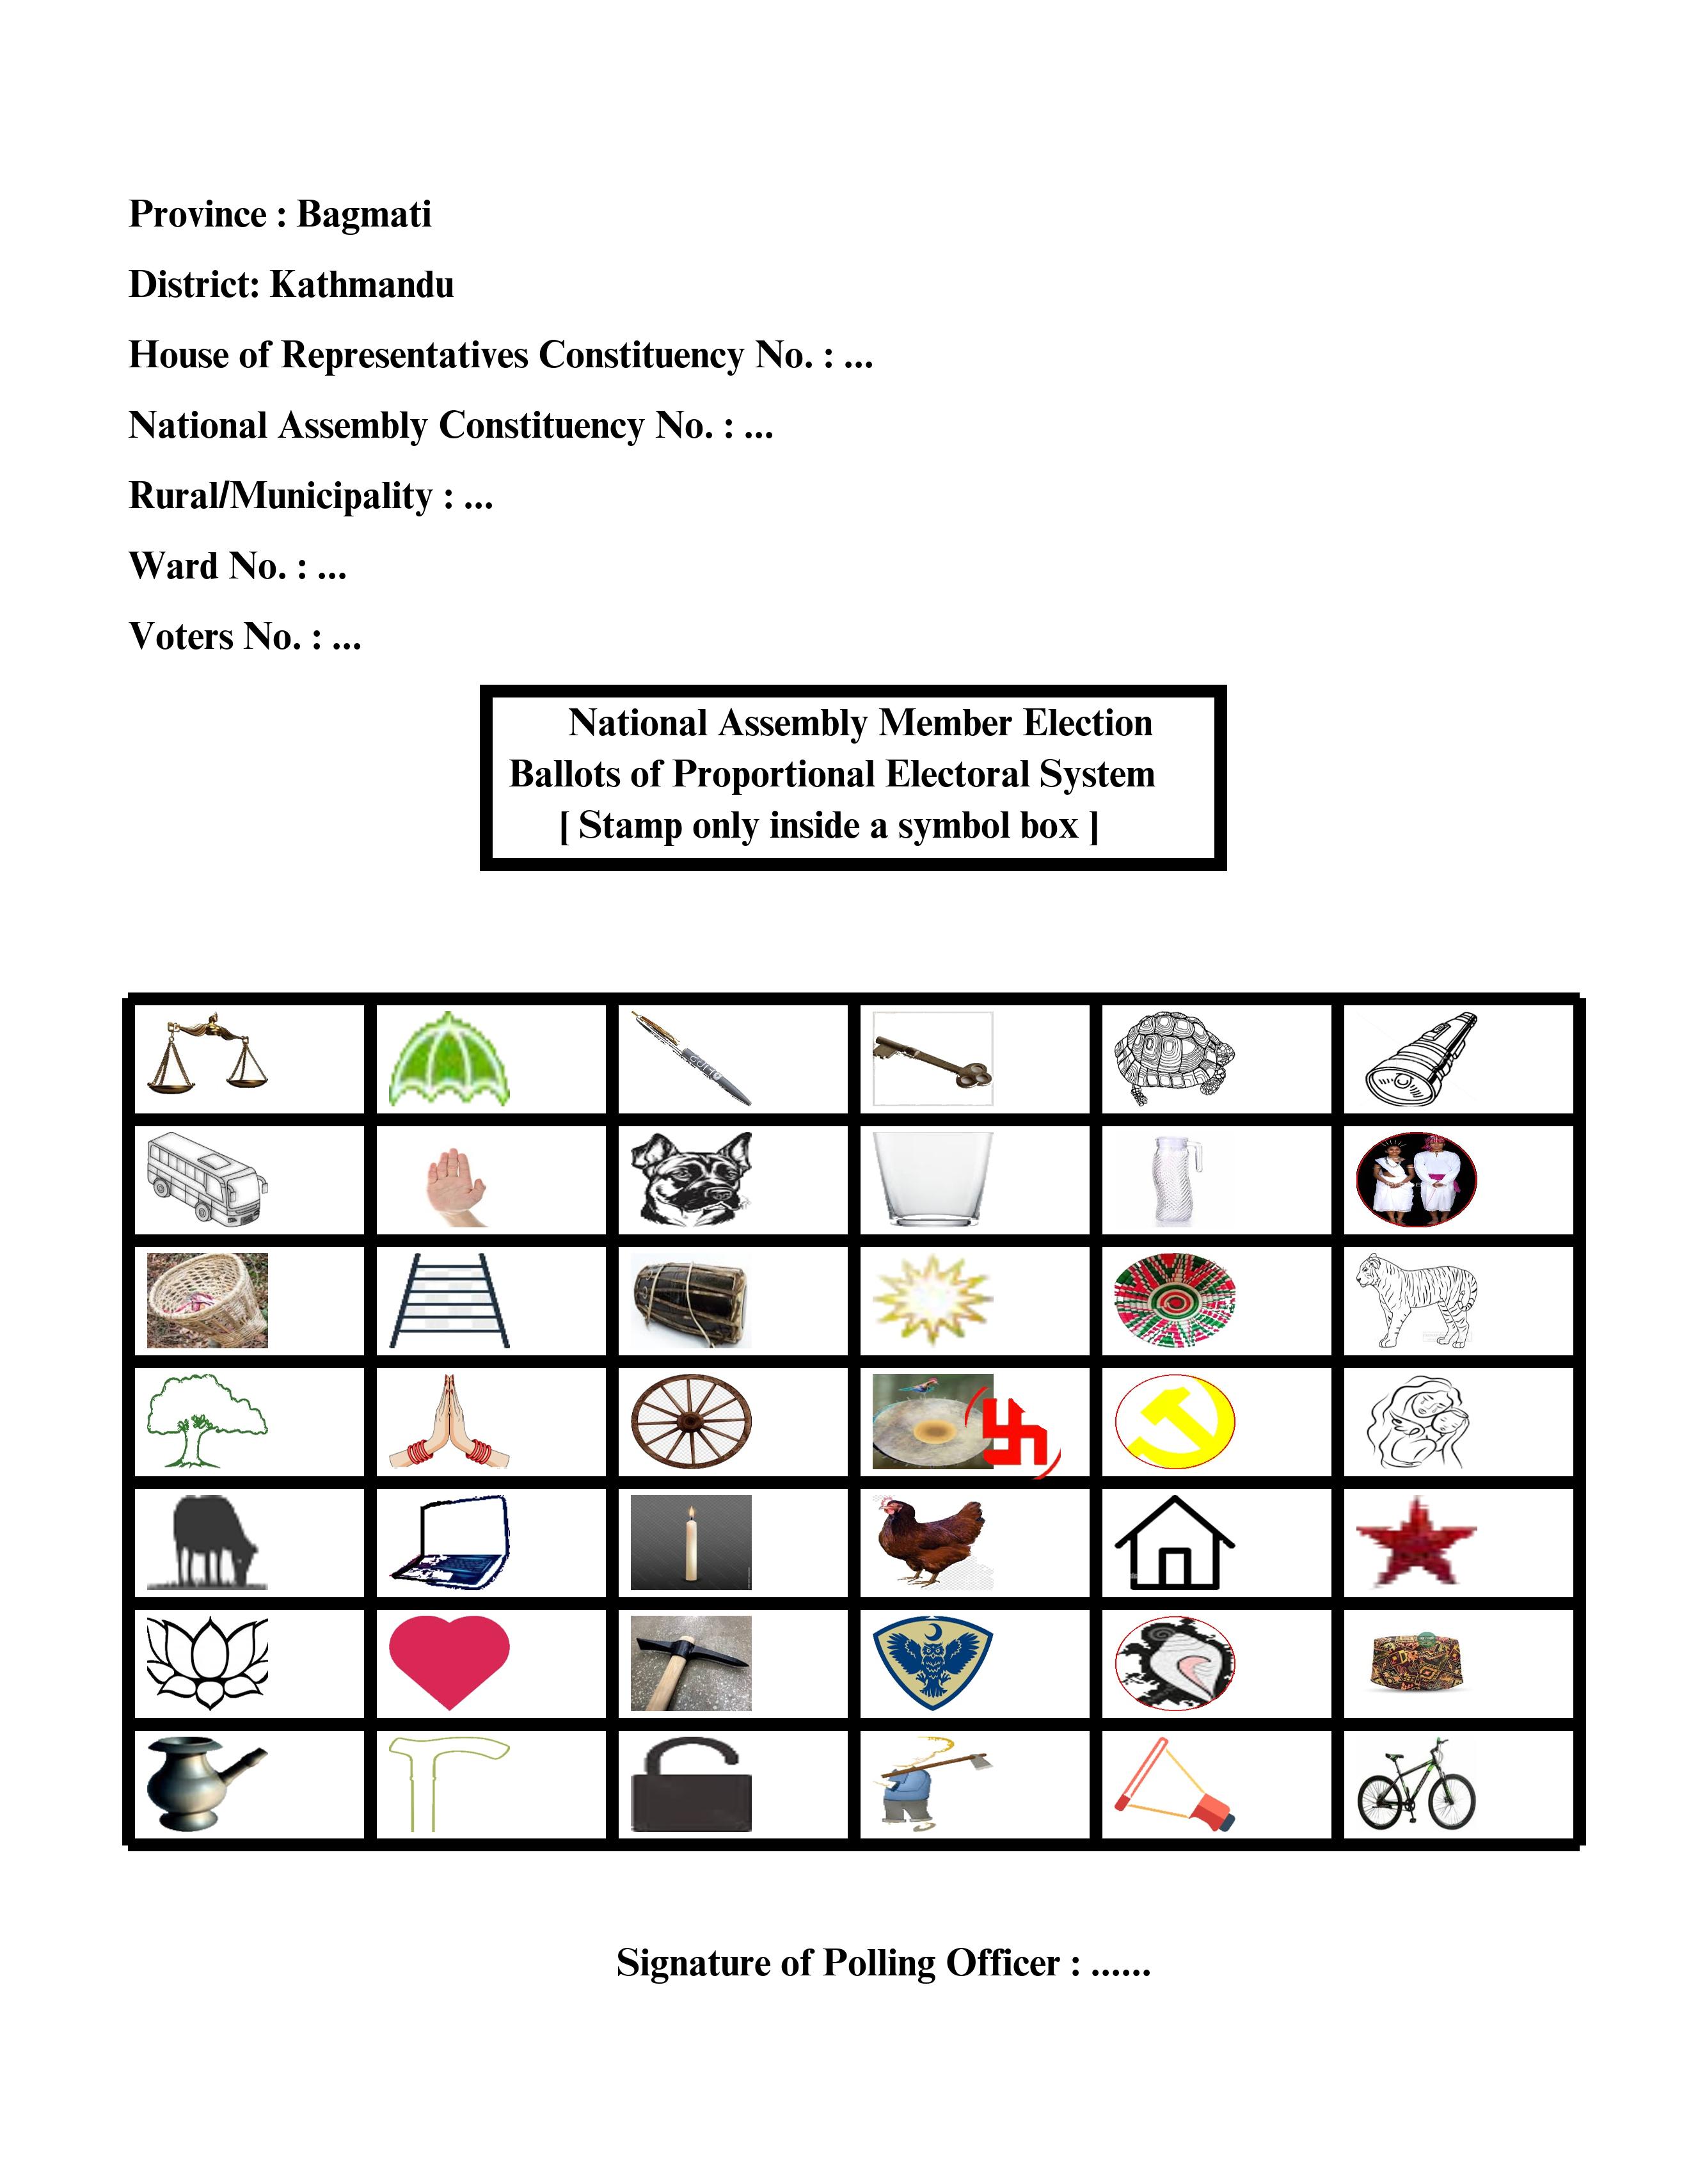 Province : Bagmati
District: Kathmandu
House of Representatives Constituency No. : ...
National Assembly Constituency No. : ...
Rural/Municipality : ...
Ward No. : ...
Voters No. : ...
National Assembly Member Election
Ballots of Proportional Electoral System
[ Stamp only inside a symbol box ]
Signature of Polling Officer : ......